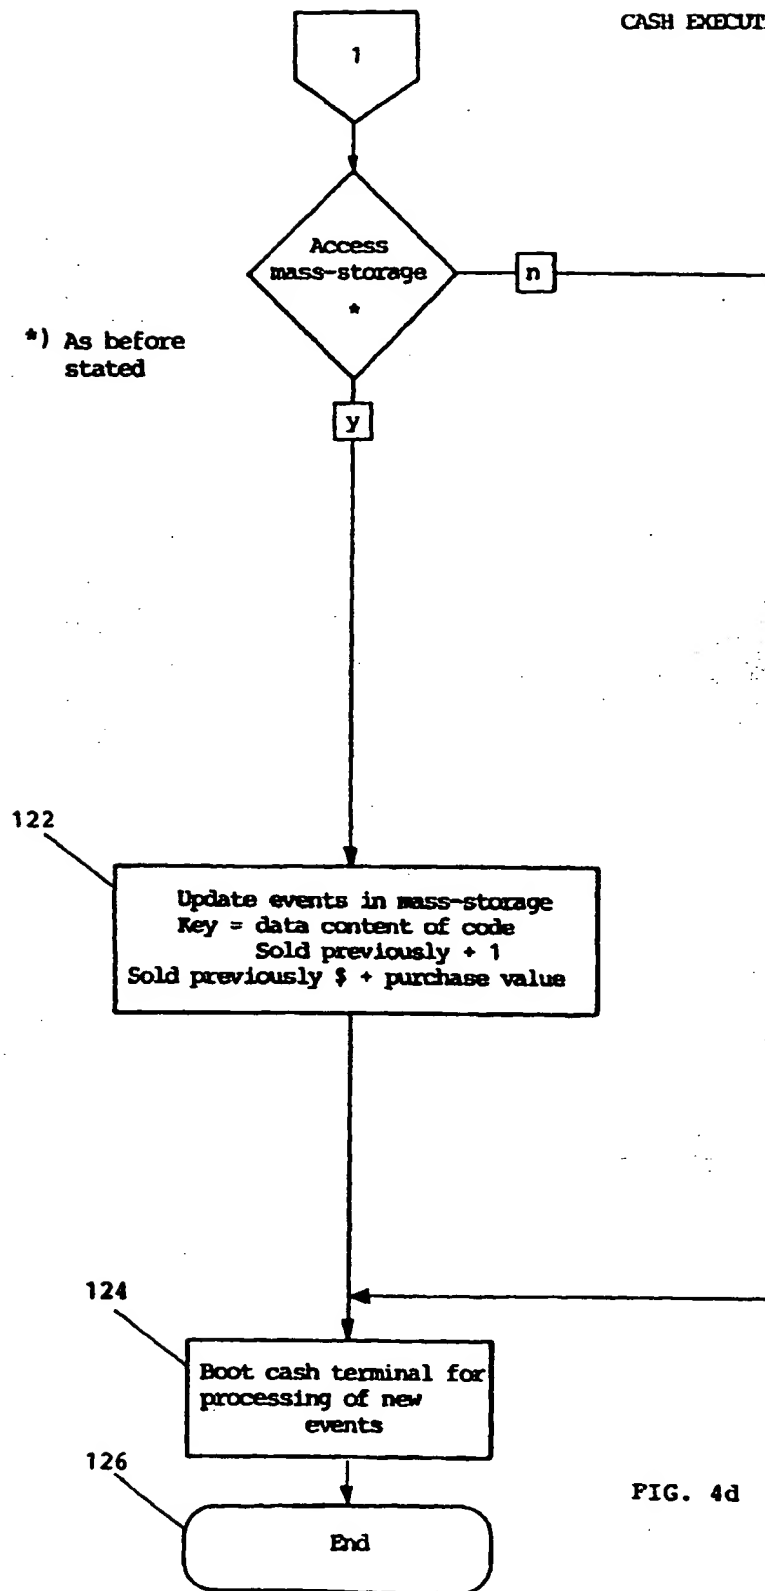 CASH EXECUT
1
Access
mass-storage
*
n
*) As before
stated
y
122
Update events in mass-storage
Key = data content of code
Sold previously + 1
Sold previously $ + purchase value
124
Boot cash terminal for
processing of new
events
126
End
FIG. 4d